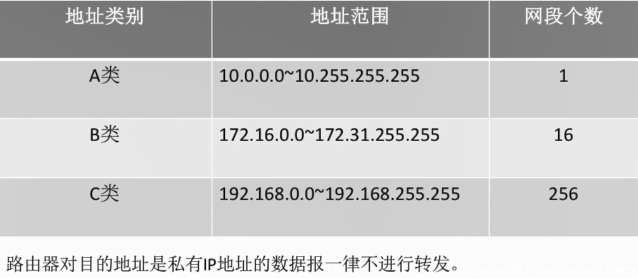 地址类别 地址范围 网段个数
A类 10.0.0.0~10.255.255.255 1
B类 172.16.0.0~172.31.255.255 16
C类 192.168.0.0~192.168.255.255 256
路由器对目的地址是私有IP地址的数据报一律不进行转发。